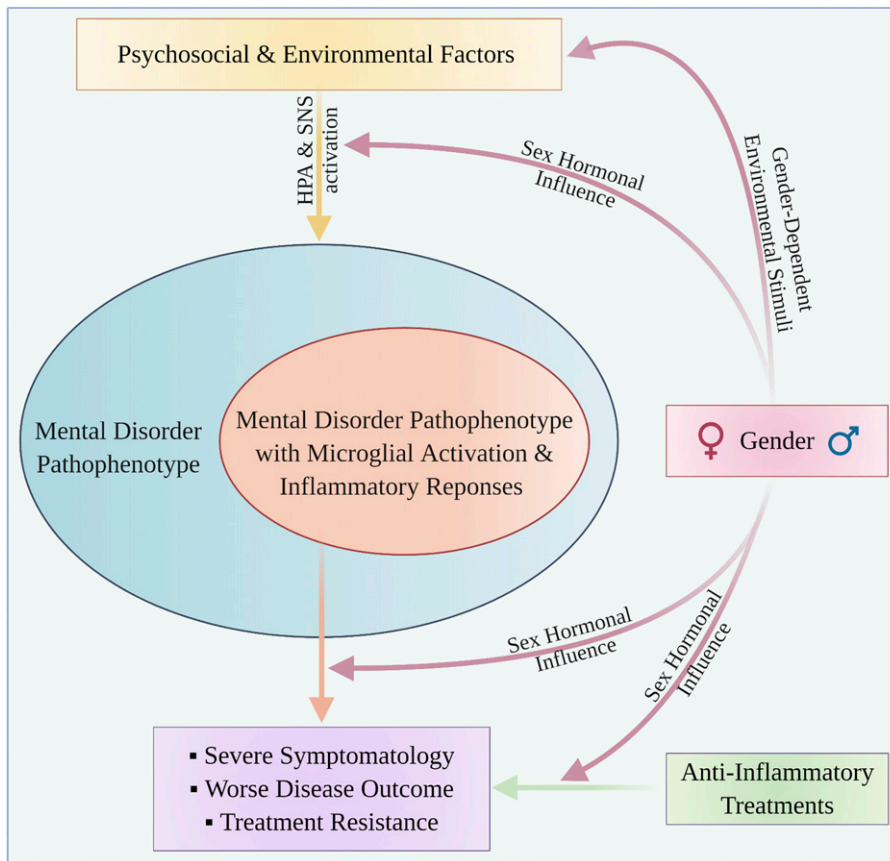 Psychosocial & Environmental Factors
HPA & SNS
activation
Sex Hormonal
Influence
Gender-Dependent
Environmental Stimuli
Mental Disorder
Pathophenotype
Mental Disorder Pathophenotype
with Microglial Activation &
Inflammatory Reponses
♀ Gender ♂
Sex Hormonal
Influence
Sex Hormonal
Influence
▪ Severe Symptomatology
▪ Worse Disease Outcome
▪ Treatment Resistance
Anti-Inflammatory
Treatments